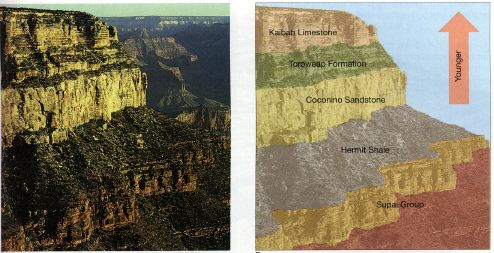 Kaibab Limestone
Toroweap Formation
Coconino Sandstone
Hermit Shale
Supai Group
Younger